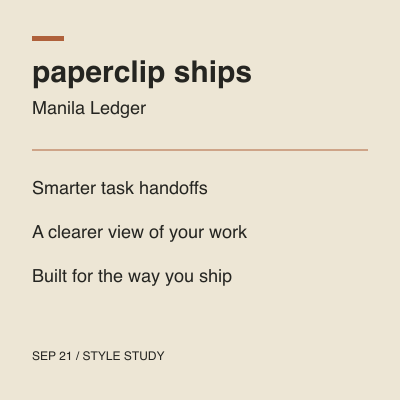 paperclip ships
Manila Ledger
Smarter task handoffs
A clearer view of your work
Built for the way you ship
SEP 21 / STYLE STUDY